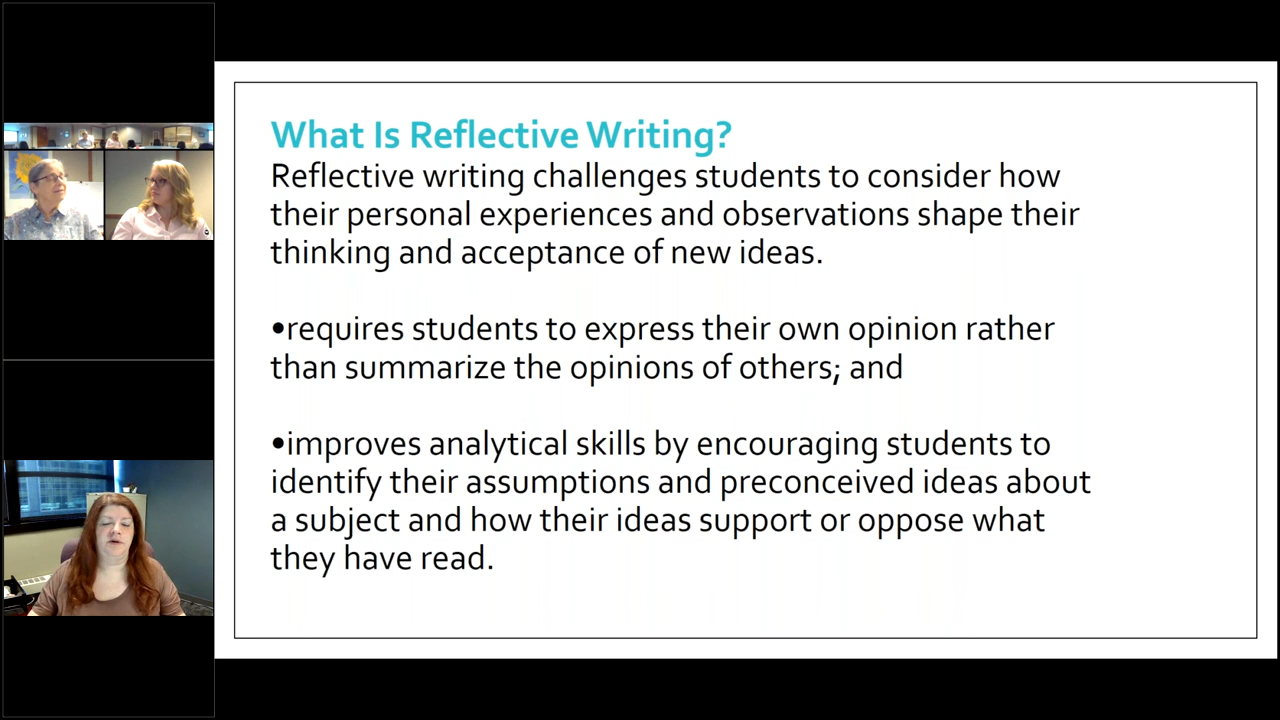 What Is Reflective Writing?
Reflective writing challenges students to consider how
their personal experiences and observations shape their
thinking and acceptance of new ideas.
•requires students to express their own opinion rather
than summarize the opinions of others; and
•improves analytical skills by encouraging students to
identify their assumptions and preconceived ideas about
a subject and how their ideas support or oppose what
they have read.